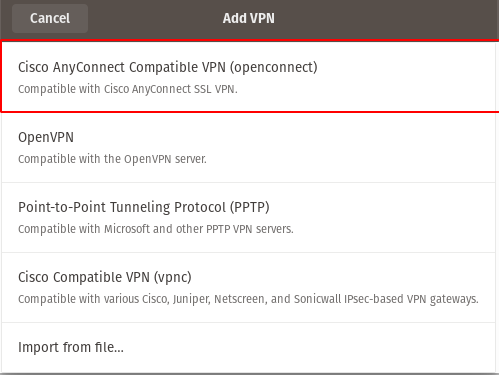 Cancel
Add VPN
Cisco AnyConnect Compatible VPN (openconnect)
Compatible with Cisco AnyConnect SSL VPN.
OpenVPN
Compatible with the OpenVPN server.
Point-to-Point Tunneling Protocol (PPTP)
Compatible with Microsoft and other PPTP VPN servers.
Cisco Compatible VPN (vpnc)
Compatible with various Cisco, Juniper, Netscreen, and Sonicwall IPsec-based VPN gateways.
Import from file...